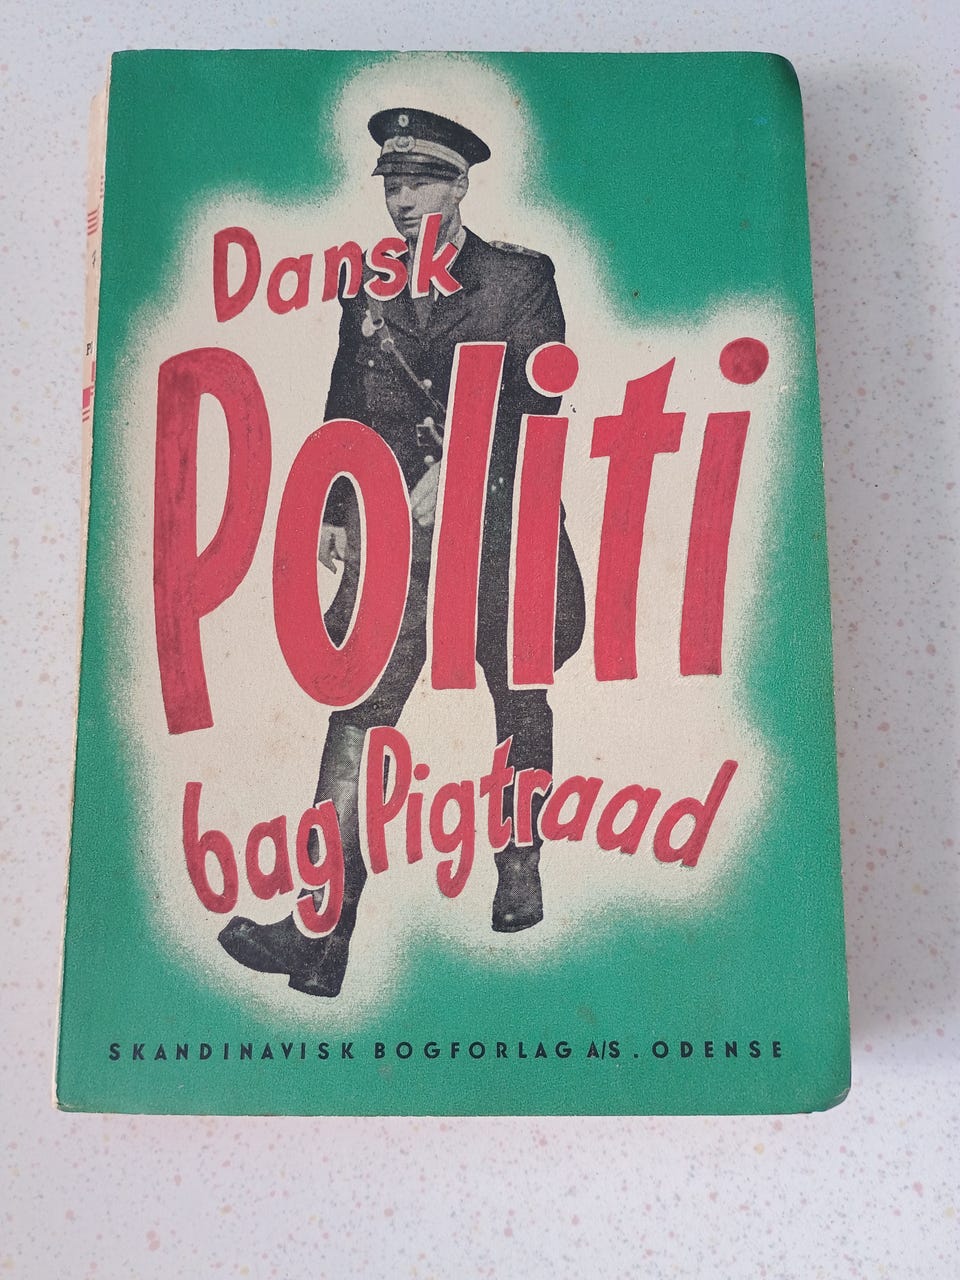 Dansk
Politi
bag Pigtraad
SKANDINAVISK BOGFORLAG A/S . ODENSE